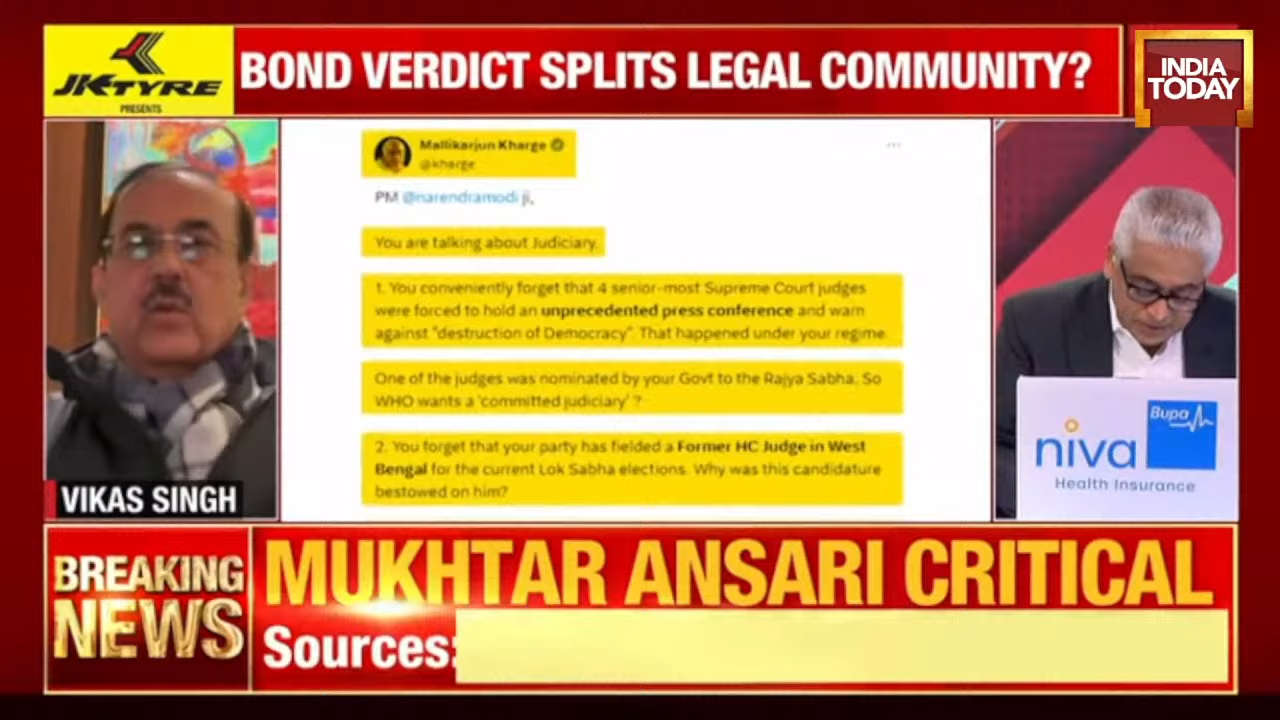 JK TYRE
PRESENTS
BOND VERDICT SPLITS LEGAL COMMUNITY?
INDIA
TODAY
Mallikarjun Kharge
@kharge
PM @narendramodi ji,
You are talking about Judiciary.
1. You conveniently forget that 4 senior-most Supreme Court judges
were forced to hold an unprecedented press conference and warn
against "destruction of Democracy". That happened under your regime.
One of the judges was nominated by your Govt to the Rajya Sabha. So
WHO wants a 'committed judiciary' ?
2. You forget that your party has fielded a Former HC Judge in West
Bengal for the current Lok Sabha elections. Why was this candidature
bestowed on him?
VIKAS SINGH
niva
Bupa
Health Insurance
BREAKING
NEWS
MUKHTAR ANSARI CRITICAL
Sources: